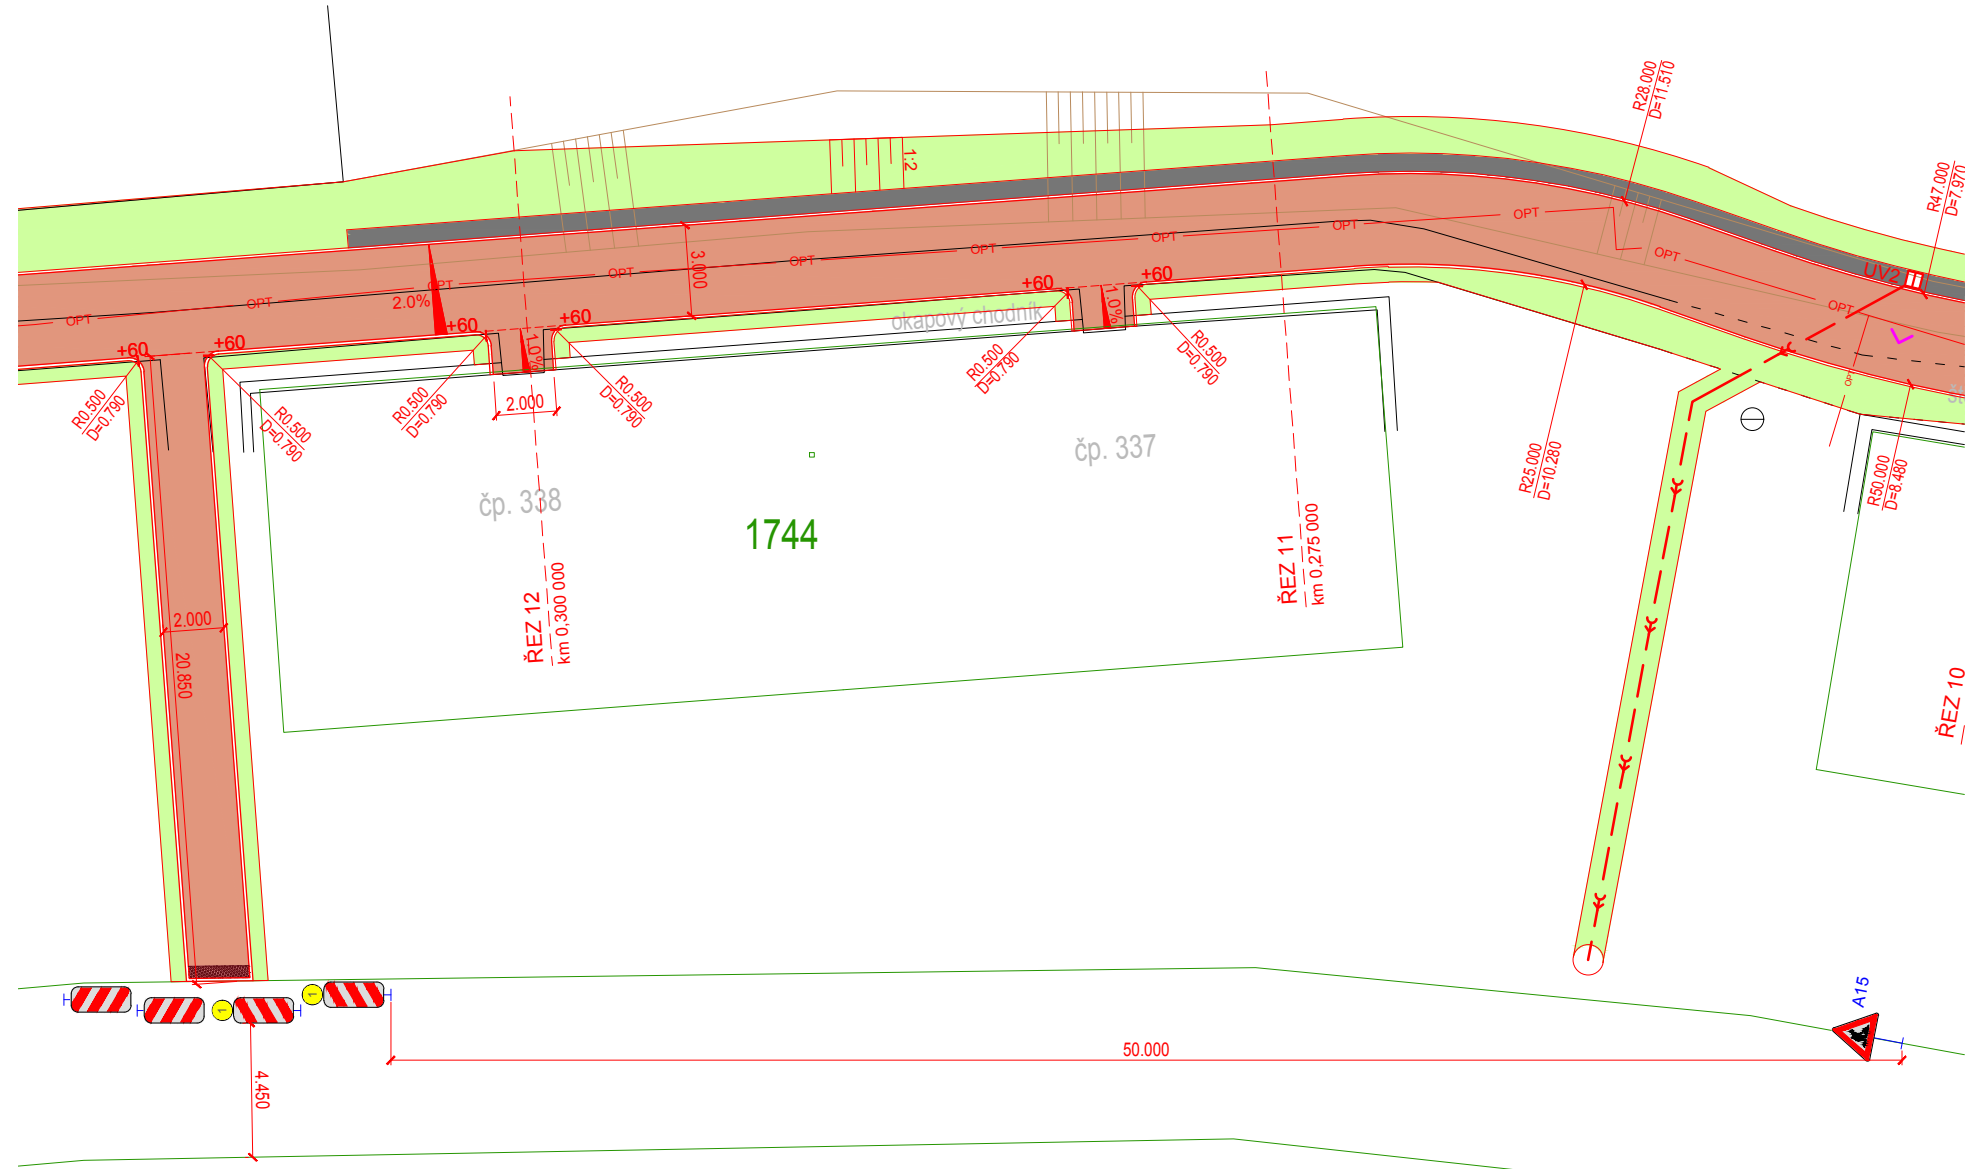 R28.000
D=11.510
R47.000
D=7.970
1:2
OPT
OPT
OPT
OPT
OPT
OPT
OPT
OPT
OPT
OPT
OPT
UV2
3.000
2.0%
+60
+60
+60
+60
+60
+60
okapový chodník
1.0%
1.0%
R0.500
D=0.790
R0.500
D=0.790
R0.500
D=0.790
R0.500
D=0.790
R0.500
D=0.790
R0.500
D=0.790
2.000
čp. 338
čp. 337
1744
R25.000
D=10.280
R50.000
D=8.480
ŘEZ 12
km 0,300 000
ŘEZ 11
km 0,275 000
ŘEZ 10
2.000
20.850
1
1
A15
50.000
4.450